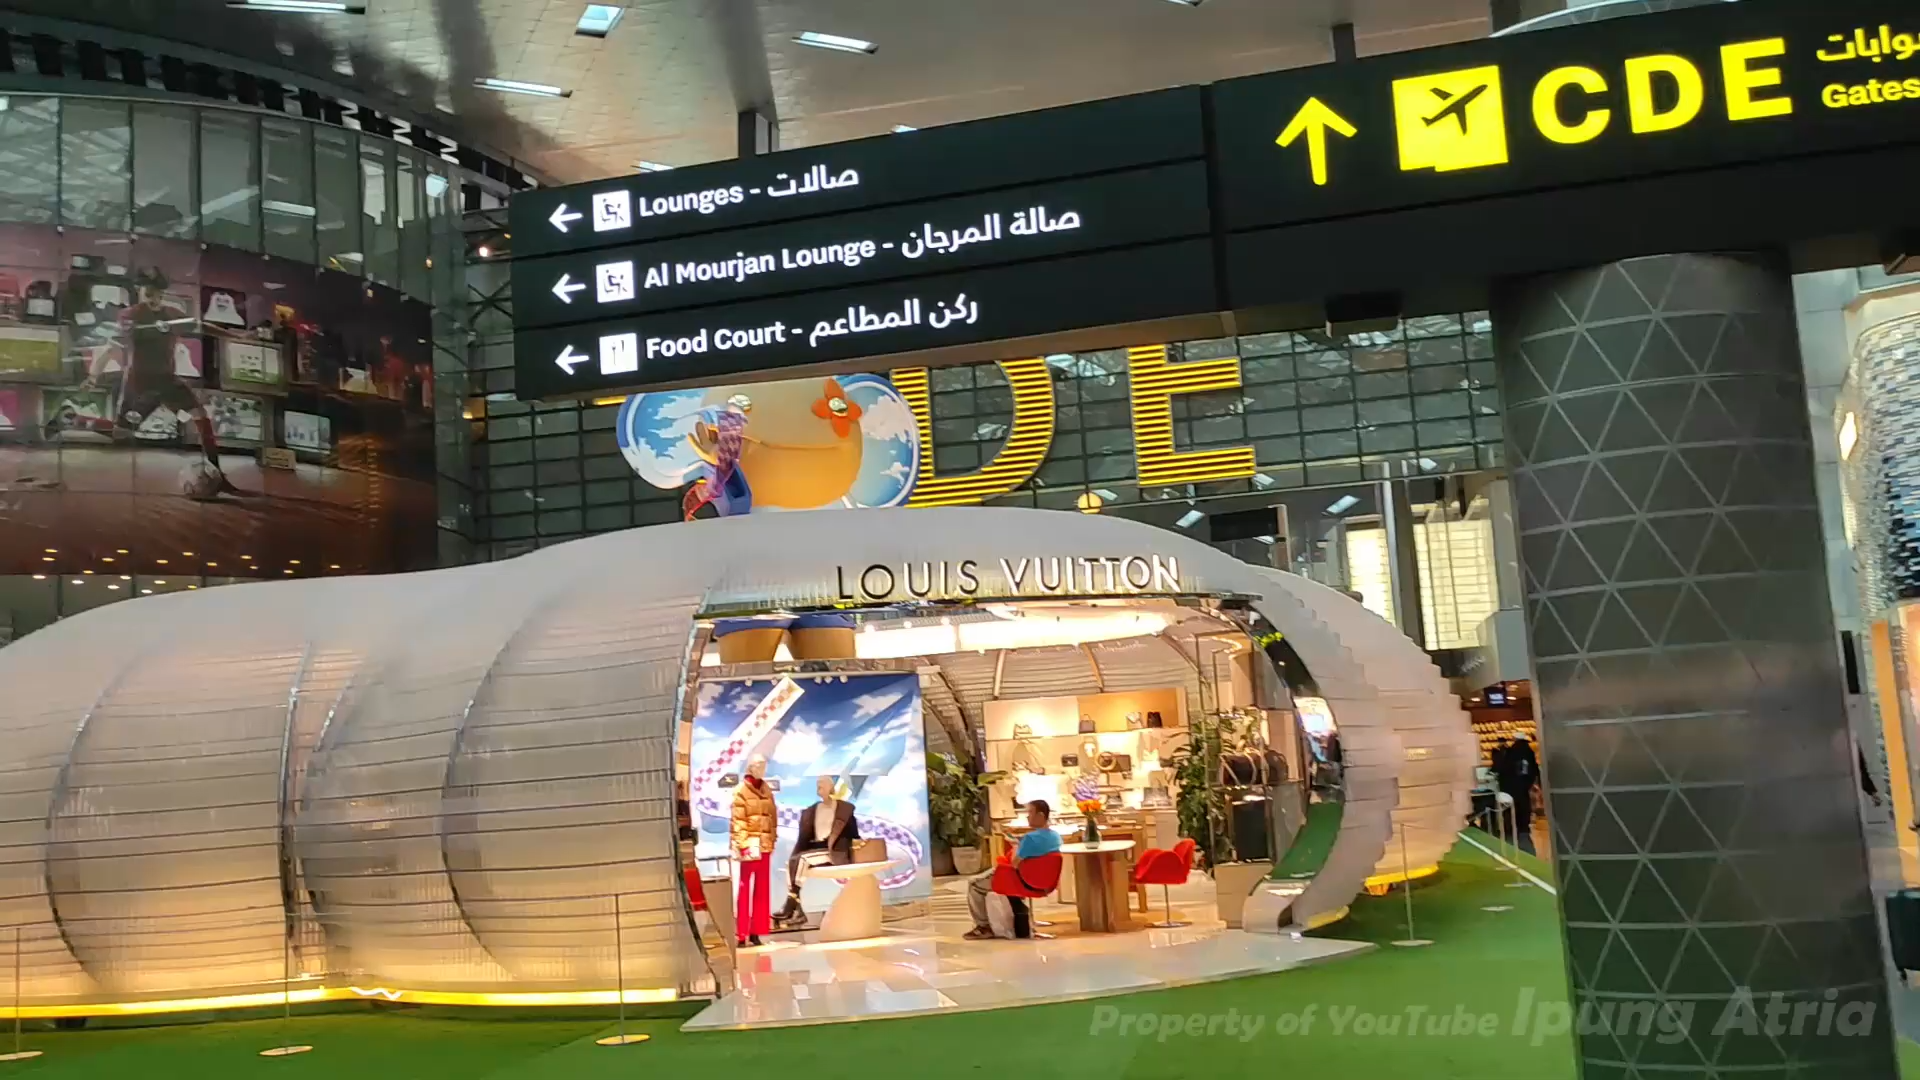 Lounges - صالات
Al Mourjan Lounge - صالة المرجان
Food Court - ركن المطاعم
CDE
Gates
DE
LOUIS VUITTON
Property of YouTube Ipung Atria